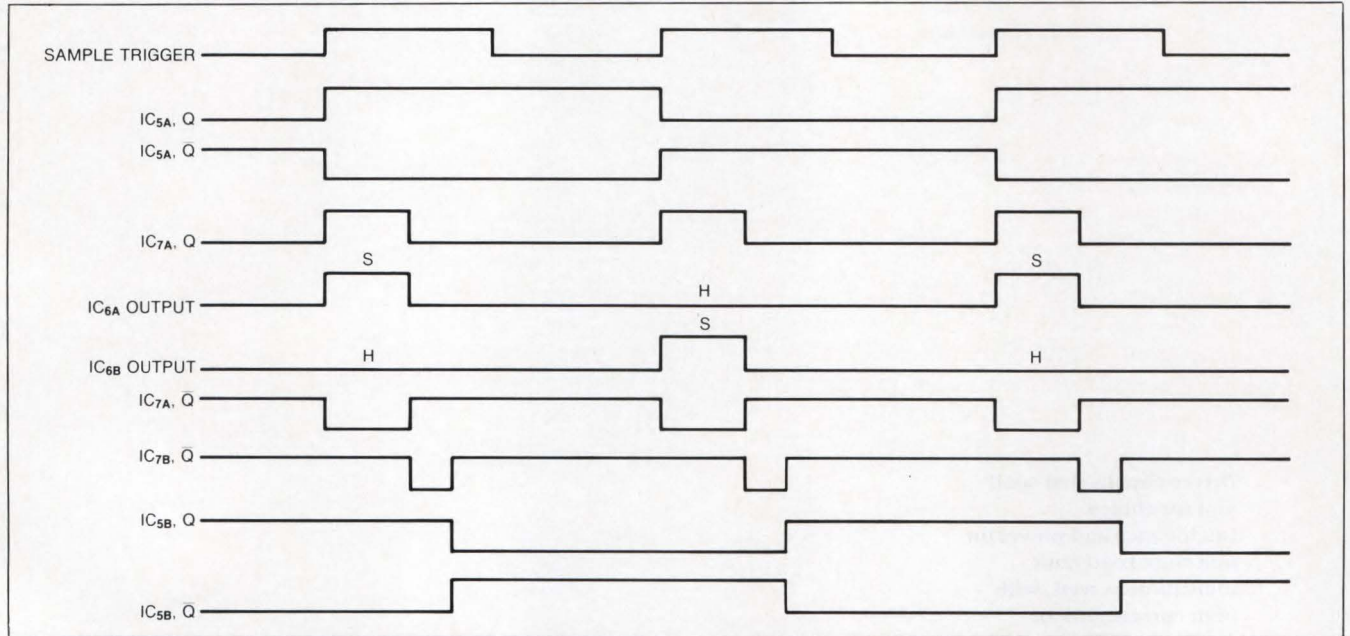 SAMPLE TRIGGER
IC5A, Q
IC5A, Q̅
IC7A, Q
S S
IC6A OUTPUT H
S
IC6B OUTPUT H H
IC7A, Q̅
IC7B, Q̅
IC5B, Q
IC5B, Q̅